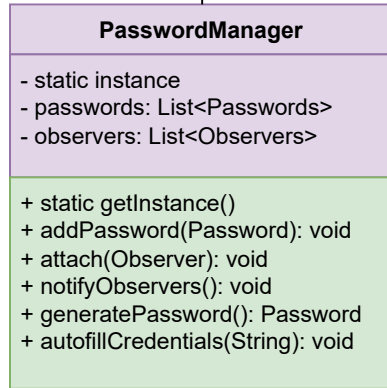 PasswordManager
- static instance
- passwords: List<Passwords>
- observers: List<Observers>
+ static getInstance()
+ addPassword(Password): void
+ attach(Observer): void
+ notifyObservers(): void
+ generatePassword(): Password
+ autofillCredentials(String): void